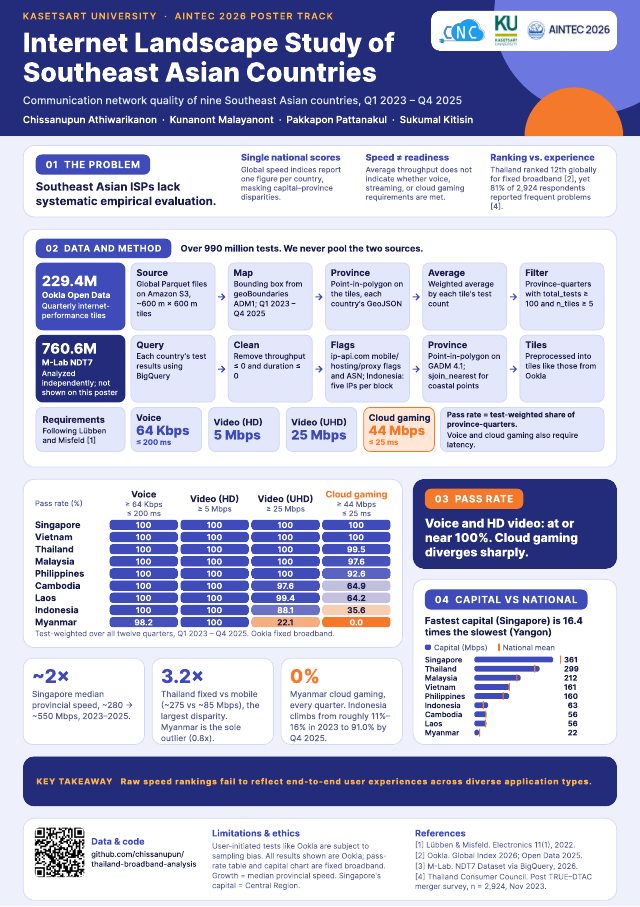 KASETSART UNIVERSITY · AINTEC 2026 POSTER TRACK
CNC
KU
KASETSART
UNIVERSITY
AINTEC 2026
Internet Landscape Study of
Southeast Asian Countries
Communication network quality of nine Southeast Asian countries, Q1 2023 – Q4 2025
Chissanupun Athiwarikanon · Kunanont Malayanont · Pakkapon Pattanakul · Sukumal Kitisin
01 THE PROBLEM
Southeast Asian ISPs lack
systematic empirical evaluation.
Single national scores
Global speed indices report
one figure per country,
masking capital–province
disparities.
Speed ≠ readiness
Average throughput does not
indicate whether voice,
streaming, or cloud gaming
requirements are met.
Ranking vs. experience
Thailand ranked 12th globally
for fixed broadband [2], yet
81% of 2,924 respondents
reported frequent problems
[4].
02 DATA AND METHOD
Over 990 million tests. We never pool the two sources.
229.4M
Ookla Open Data
Quarterly internet-
performance tiles
Source
Global Parquet files
on Amazon S3,
~600 m × 600 m
tiles
→
Map
Bounding box from
geoBoundaries
ADM1; Q1 2023 –
Q4 2025
→
Province
Point-in-polygon on
the tiles, each
country's GeoJSON
→
Average
Weighted average
by each tile's test
count
→
Filter
Province-quarters
with total_tests ≥
100 and n_tiles ≥ 5
760.6M
M-Lab NDT7
Analyzed
independently; not
shown on this poster
Query
Each country's test
results using
BigQuery
→
Clean
Remove throughput
≤ 0 and duration ≤
0
→
Flags
ip-api.com mobile/
hosting/proxy flags
and ASN; Indonesia:
five IPs per block
→
Province
Point-in-polygon on
GADM 4.1;
sjoin_nearest for
coastal points
→
Tiles
Preprocessed into
tiles like those from
Ookla
Requirements
Following Lübben
and Misfeld [1]
Voice
64 Kbps
≤ 200 ms
Video (HD)
5 Mbps
Video (UHD)
25 Mbps
Cloud gaming
44 Mbps
≤ 25 ms
Pass rate = test-weighted share of
province-quarters.
Voice and cloud gaming also require
latency.
Pass rate (%)
Voice
≥ 64 Kbps
≤ 200 ms
Video (HD)
≥ 5 Mbps
Video (UHD)
≥ 25 Mbps
Cloud gaming
≥ 44 Mbps
≤ 25 ms
Singapore 100 100 100 100
Vietnam 100 100 100 100
Thailand 100 100 100 99.5
Malaysia 100 100 100 97.6
Philippines 100 100 100 92.6
Cambodia 100 100 97.6 64.9
Laos 100 100 99.4 64.2
Indonesia 100 100 88.1 35.6
Myanmar 98.2 100 22.1 0.0
Test-weighted over all twelve quarters, Q1 2023 – Q4 2025. Ookla fixed broadband.
03 PASS RATE
Voice and HD video: at or
near 100%. Cloud gaming
diverges sharply.
04 CAPITAL VS NATIONAL
Fastest capital (Singapore) is 16.4
times the slowest (Yangon)
Capital (Mbps) National mean
Singapore 361
Thailand 299
Malaysia 212
Vietnam 161
Philippines 160
Indonesia 63
Cambodia 56
Laos 56
Myanmar 22
~2×
Singapore median
provincial speed, ~280 →
~550 Mbps, 2023–2025.
3.2×
Thailand fixed vs mobile
(~275 vs ~85 Mbps), the
largest disparity.
Myanmar is the sole
outlier (0.8x).
0%
Myanmar cloud gaming,
every quarter. Indonesia
climbs from roughly 11%–
16% in 2023 to 91.0% by
Q4 2025.
KEY TAKEAWAY Raw speed rankings fail to reflect end-to-end user experiences across diverse application types.
Data & code
github.com/chissanupun/
thailand-broadband-analysis
Limitations & ethics
User-initiated tests like Ookla are subject to
sampling bias. All results shown are Ookla; pass-
rate table and capital chart are fixed broadband.
Growth = median provincial speed. Singapore's
capital = Central Region.
References
[1] Lübben & Misfeld. Electronics 11(1), 2022.
[2] Ookla. Global Index 2026; Open Data 2025.
[3] M-Lab. NDT7 Dataset via BigQuery, 2026.
[4] Thailand Consumer Council. Post TRUE–DTAC
merger survey, n = 2,924, Nov 2023.